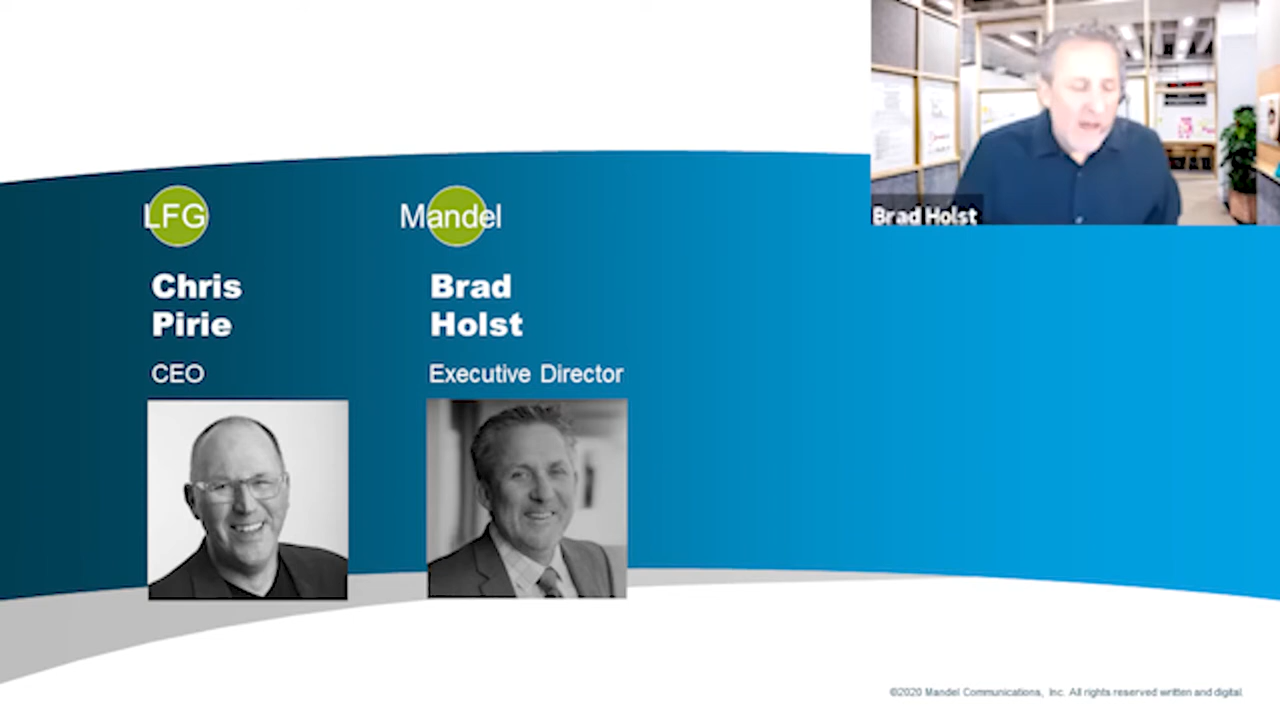 Brad Holst
LFG
Chris
Pirie
CEO
Mandel
Brad
Holst
Executive Director
©2020 Mandel Communications, Inc. All rights reserved written and digital.